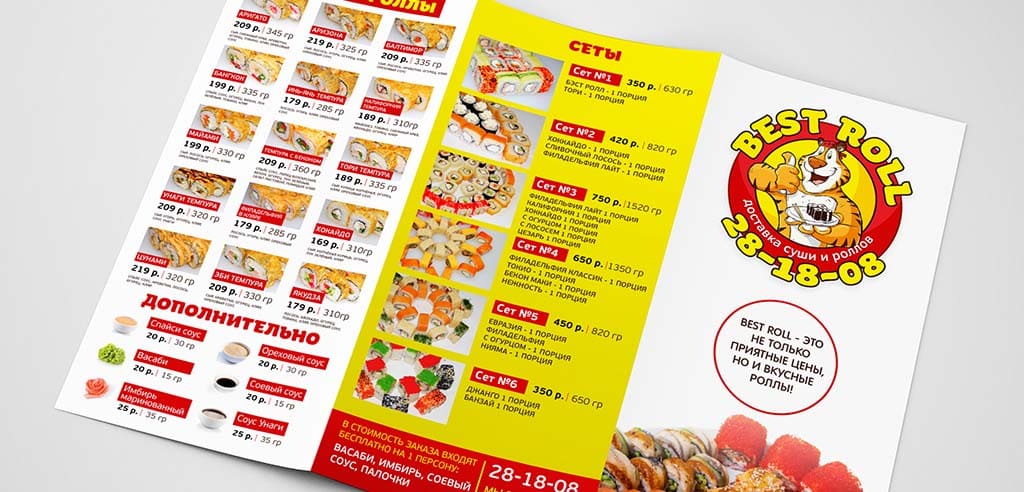 РОЛЛЫ
АРИГАТО
209 р. | 345 гр
АРИЗОНА
219 р. | 325 гр
БАЛТИМОР
209 р. | 335 гр
БАНГКОК
199 р. | 335 гр
ИНЬ-ЯНЬ ТЕМПУРА
179 р. | 285 гр
КАЛИФОРНИЯ ТЕМПУРА
189 р. | 310гр
МАЙАМИ
199 р. | 330 гр
ТЕМПУРА С БЕКОНОМ
209 р. | 360 гр
ТОРИ ТЕМПУРА
189 р. | 335 гр
УНАГИ ТЕМПУРА
209 р. | 320 гр
ФИЛАДЕЛЬФИЯ
В КЛЯРЕ
209 р. | 330гр
ХОККАЙДО
169 р. | 310гр
ЦУНАМИ
219 р. | 320 гр
ЭБИ ТЕМПУРА
209 р. | 330 гр
ЯКУДЗА
179 р. | 310 гр
ДОПОЛНИТЕЛЬНО
Спайси соус
20 р. | 30 гр
Васаби
20 р. | 15 гр
Имбирь
маринованный
25 р. | 35 гр
Ореховый соус
20 р. | 30 гр
Соевый соус
20 р. | 35 гр
Соус Унаги
25 р. | 35 гр
СЕТЫ
Сет №1 350 р. | 630 гр
БЭСТ РОЛЛ - 1 ПОРЦИЯ
ТОРИ - 1 ПОРЦИЯ
Сет №2 420 р. | 820 гр
ХОККАЙДО - 1 ПОРЦИЯ
СЛИВОЧНЫЙ ЛОСОСЬ - 1 ПОРЦИЯ
ФИЛАДЕЛЬФИЯ ЛАЙТ - 1 ПОРЦИЯ
Сет №3 750 р. |1520 гр
ФИЛАДЕЛЬФИЯ ЛАЙТ 1 ПОРЦИЯ
КАЛИФОРНИЯ 1 ПОРЦИЯ
ХОККАЙДО 1 ПОРЦИЯ
С ОГУРЦОМ 1 ПОРЦИЯ
С ЛОСОСЕМ 1 ПОРЦИЯ
ЦЕЗАРЬ 1 ПОРЦИЯ
Сет №4 650 р. |1350 гр
ФИЛАДЕЛЬФИЯ КЛАССИК - 1 ПОРЦИЯ
ТОКИО - 1 ПОРЦИЯ
БЕКОН МАКИ - 1 ПОРЦИЯ
НЕЖНОСТЬ - 1 ПОРЦИЯ
Сет №5 450 р. | 820 гр
ЕВРАЗИЯ - 1 ПОРЦИЯ
ФИЛАДЕЛЬФИЯ
С ОГУРЦОМ - 1 ПОРЦИЯ
НИЯМА - 1 ПОРЦИЯ
Сет №6 350 р. | 650 гр
ДЖАНГО 1 ПОРЦИЯ
БАНЗАЙ 1 ПОРЦИЯ
В СТОИМОСТЬ ЗАКАЗА ВХОДЯТ
БЕСПЛАТНО НА 1 ПЕРСОНУ:
ВАСАБИ, ИМБИРЬ, СОЕВЫЙ
СОУС, ПАЛОЧКИ
28-18-08
BEST ROLL
доставка суши и роллов
28-18-08
BEST ROLL - ЭТО
НЕ ТОЛЬКО
ПРИЯТНЫЕ ЦЕНЫ,
НО И ВКУСНЫЕ
РОЛЛЫ!